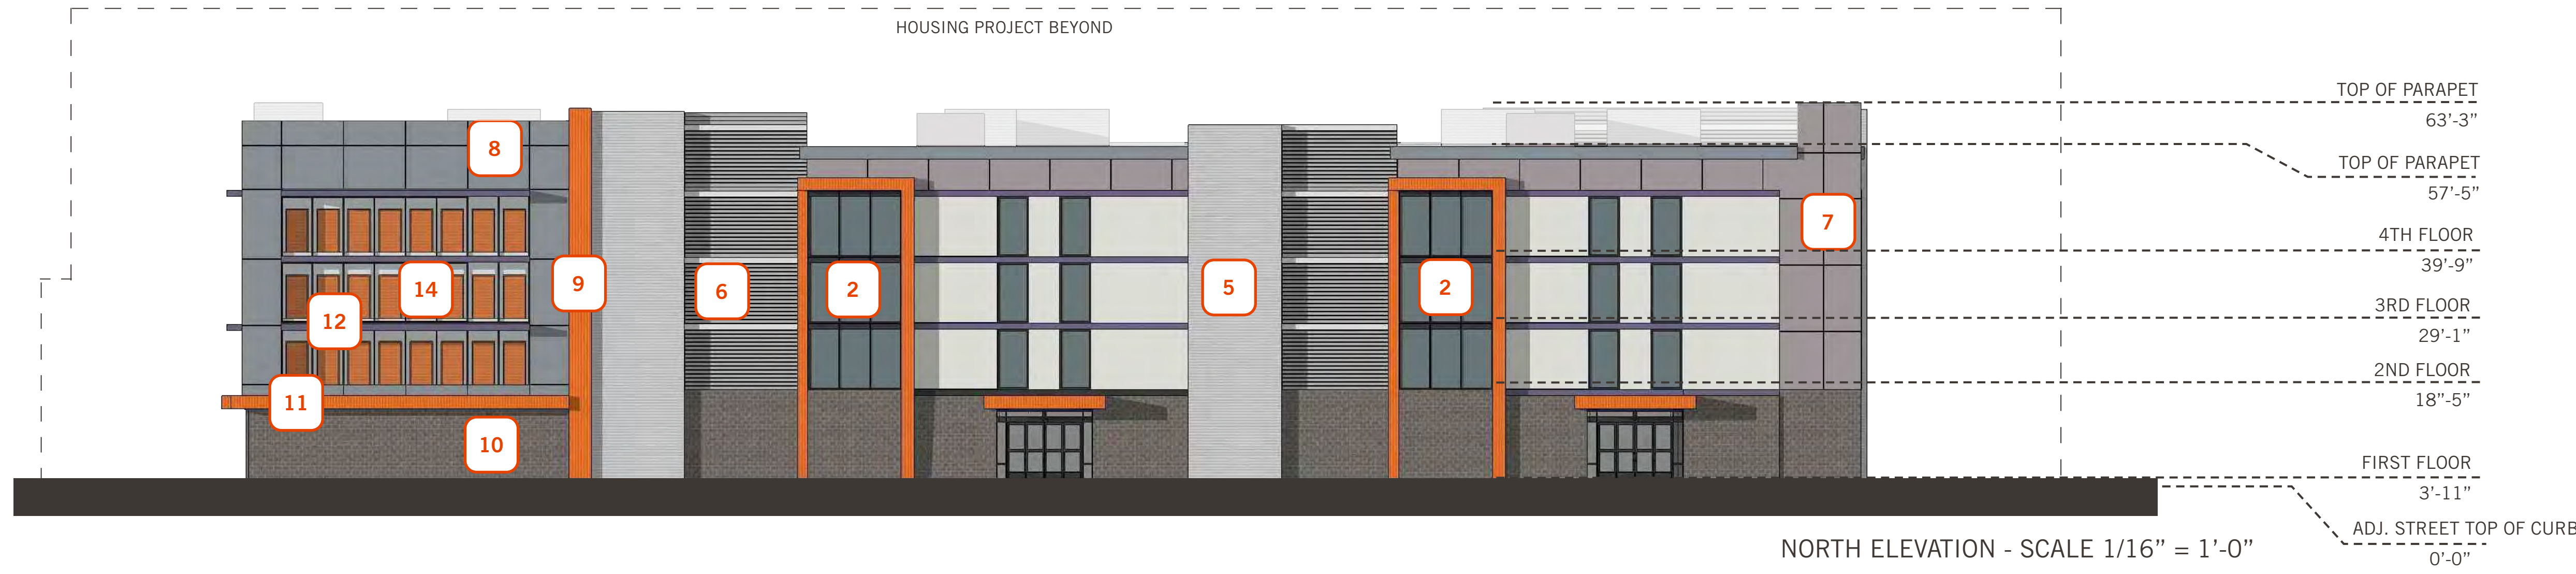 HOUSING PROJECT BEYOND
TOP OF PARAPET
63’-3”
TOP OF PARAPET
57’-5”
8
7
4TH FLOOR
39’-9”
9
6
2
5
2
14
12
3RD FLOOR
29’-1”
2ND FLOOR
18”-5”
11
10
FIRST FLOOR
3’-11”
ADJ. STREET TOP OF CURB
0’-0”
NORTH ELEVATION - SCALE 1/16” = 1’-0”